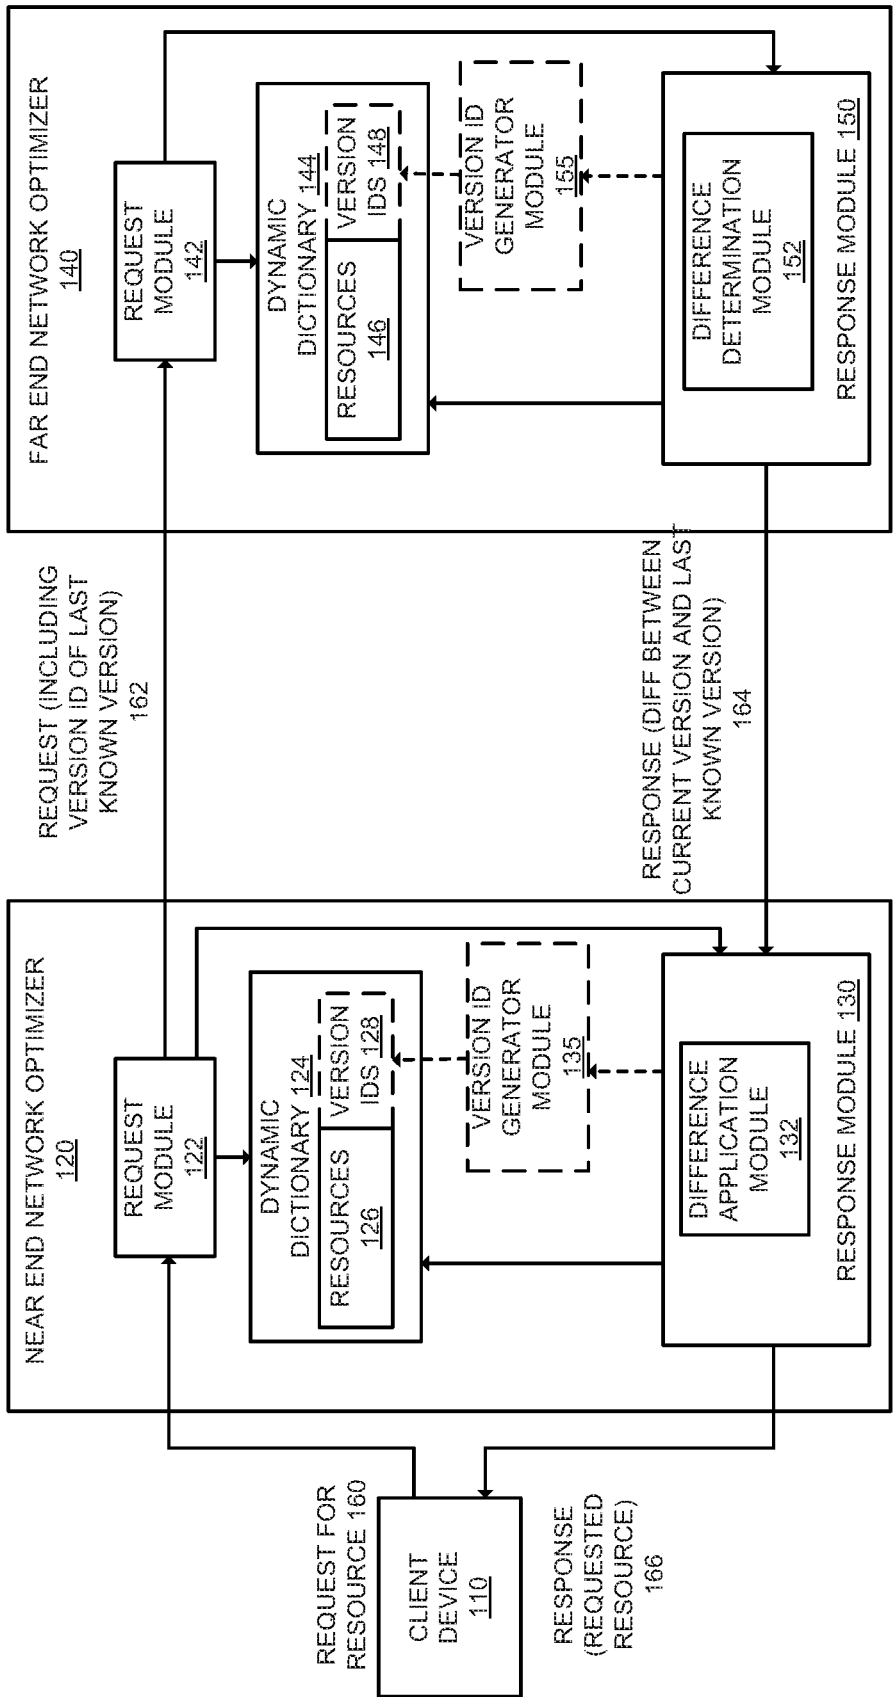 CLIENT
DEVICE
110
REQUEST FOR
RESOURCE 160
RESPONSE
(REQUESTED
RESOURCE)
166
NEAR END NETWORK OPTIMIZER
120
REQUEST
MODULE
122
DYNAMIC
DICTIONARY 124
RESOURCES
126
VERSION
IDS 128
VERSION ID
GENERATOR
MODULE
135
DIFFERENCE
APPLICATION
MODULE
132
RESPONSE MODULE 130
REQUEST (INCLUDING
VERSION ID OF LAST
KNOWN VERSION)
162
RESPONSE (DIFF BETWEEN
CURRENT VERSION AND LAST
KNOWN VERSION)
164
FAR END NETWORK OPTIMIZER
140
REQUEST
MODULE
142
DYNAMIC
DICTIONARY 144
RESOURCES
146
VERSION
IDS 148
VERSION ID
GENERATOR
MODULE
155
DIFFERENCE
DETERMINATION
MODULE
152
RESPONSE MODULE 150